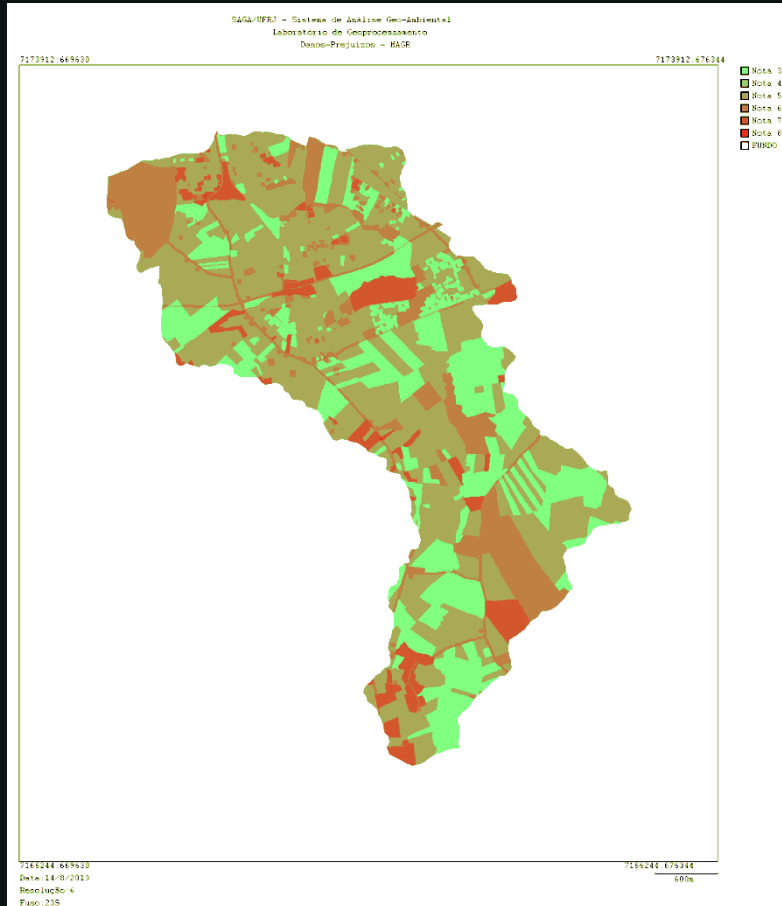 SAGA/UFRJ - Sistema de Análise Geo-Ambiental
Laboratório de Geoprocessamento
Danos-Prejuízos - MAGR
7173912:669630
7173912:676344
Nota 3
Nota 4
Nota 5
Nota 6
Nota 7
Nota 8
FUNDO
7166244:669630
7166244:676344
Data:14/8/2013
Resolução:6
Fuso:23S
600m